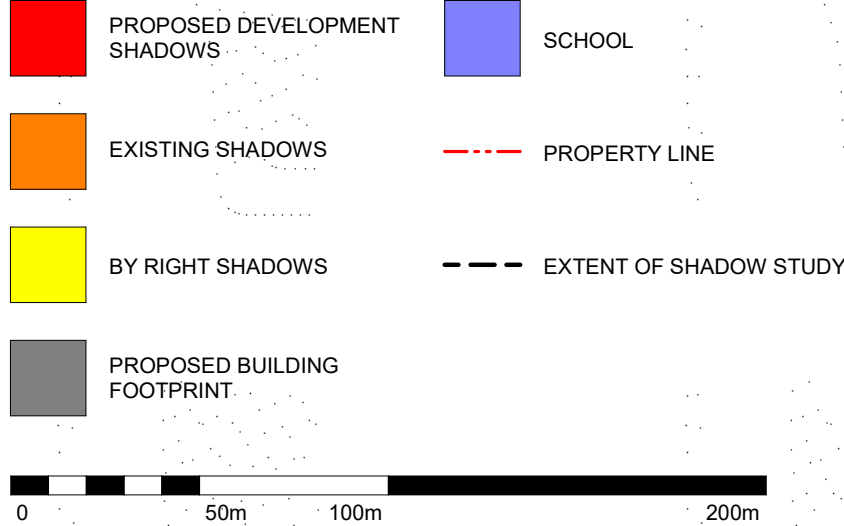 PROPOSED DEVELOPMENT
SHADOWS
EXISTING SHADOWS
BY RIGHT SHADOWS
PROPOSED BUILDING
FOOTPRINT
SCHOOL
PROPERTY LINE
EXTENT OF SHADOW STUDY
0 50m 100m 200m